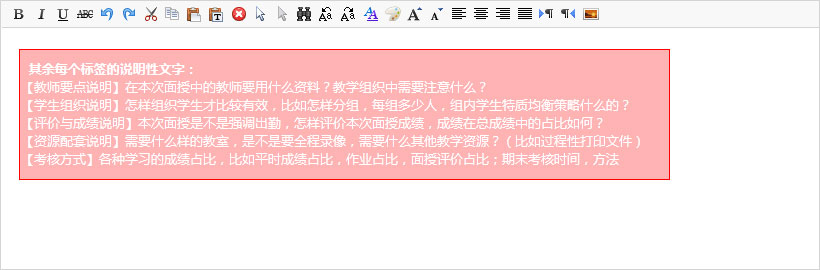 B I U ABC
其余每个标签的说明性文字：
【教师要点说明】在本次面授中的教师要用什么资料？教学组织中需要注意什么？
【学生组织说明】怎样组织学生才比较有效，比如怎样分组，每组多少人，组内学生特质均衡策略什么的？
【评价与成绩说明】本次面授是不是强调出勤，怎样评价本次面授成绩，成绩在总成绩中的占比如何？
【资源配套说明】需要什么样的教室，是不是要全程录像，需要什么其他教学资源？（比如过程性打印文件）
【考核方式】各种学习的成绩占比，比如平时成绩占比，作业占比，面授评价占比；期末考核时间，方法